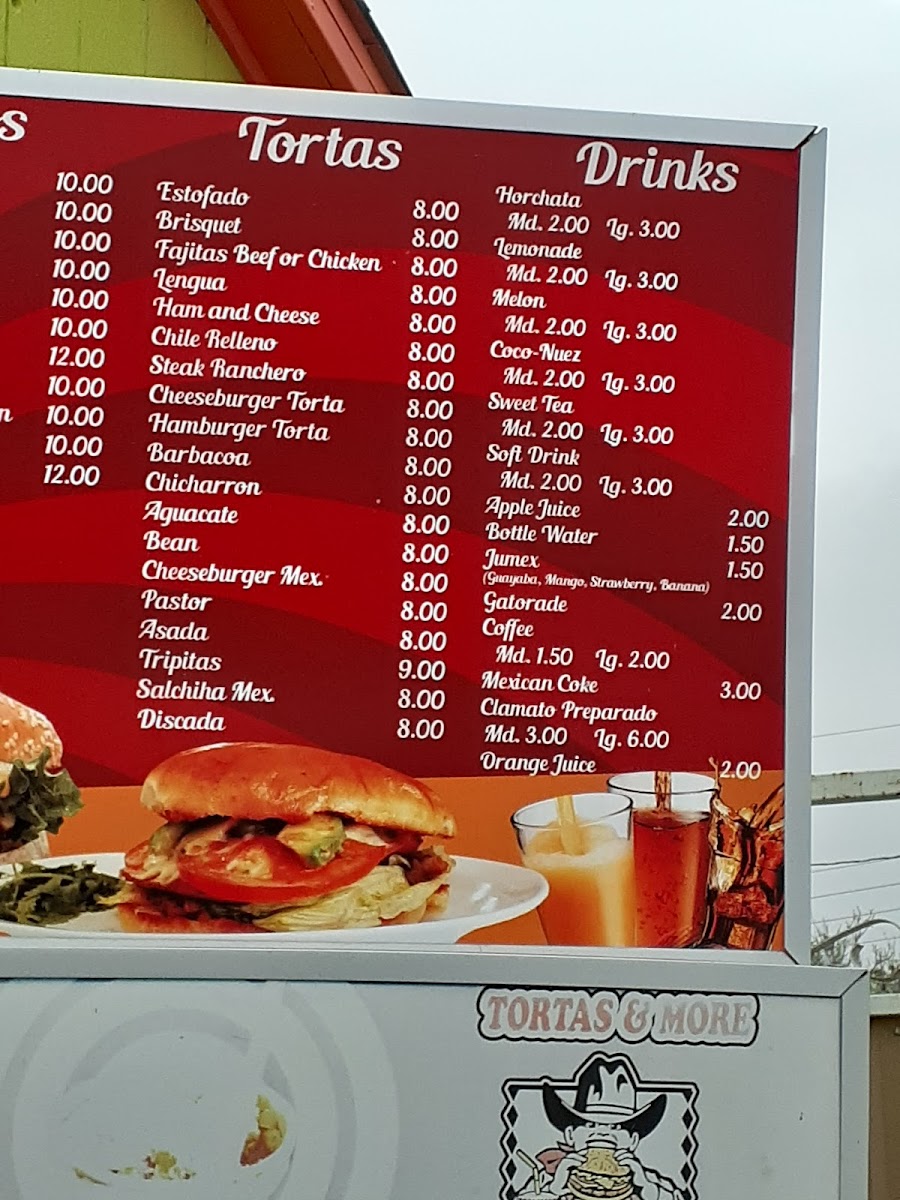 s
10.00
10.00
10.00
10.00
10.00
10.00
12.00
10.00
n 10.00
10.00
12.00
Tortas
Estofado 8.00
Brisquet 8.00
Fajitas Beef or Chicken 8.00
Lengua 8.00
Ham and Cheese 8.00
Chile Relleno 8.00
Steak Ranchero 8.00
Cheeseburger Torta 8.00
Hamburger Torta 8.00
Barbacoa 8.00
Chicharron 8.00
Aguacate 8.00
Bean 8.00
Cheeseburger Mex. 8.00
Pastor 8.00
Asada 8.00
Tripitas 9.00
Salchiha Mex. 8.00
Discada 8.00
Drinks
Horchata
Md. 2.00 Lg. 3.00
Lemonade
Md. 2.00 Lg. 3.00
Melon
Md. 2.00 Lg. 3.00
Coco-Nuez
Md. 2.00 Lg. 3.00
Sweet Tea
Md. 2.00 Lg. 3.00
Soft Drink
Md. 2.00 Lg. 3.00
Apple Juice 2.00
Bottle Water 1.50
Jumex 1.50
(Guayaba, Mango, Strawberry, Banana)
Gatorade 2.00
Coffee
Md. 1.50 Lg. 2.00
Mexican Coke 3.00
Clamato Preparado
Md. 3.00 Lg. 6.00
Orange Juice 2.00
TORTAS & MORE